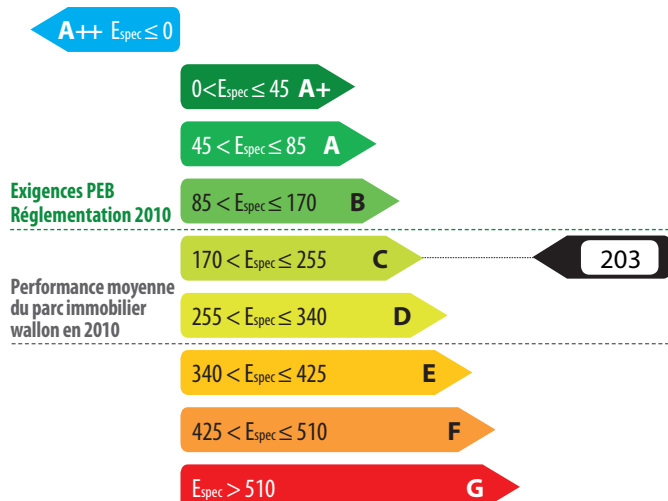 A++ Espec ≤ 0
0<Espec ≤ 45 A+
45 < Espec ≤ 85 A
Exigences PEB
Réglementation 2010
85 < Espec ≤ 170 B
170 < Espec ≤ 255 C
203
Performance moyenne
du parc immobilier
wallon en 2010
255 < Espec ≤ 340 D
340 < Espec ≤ 425 E
425 < Espec ≤ 510 F
Espec > 510 G